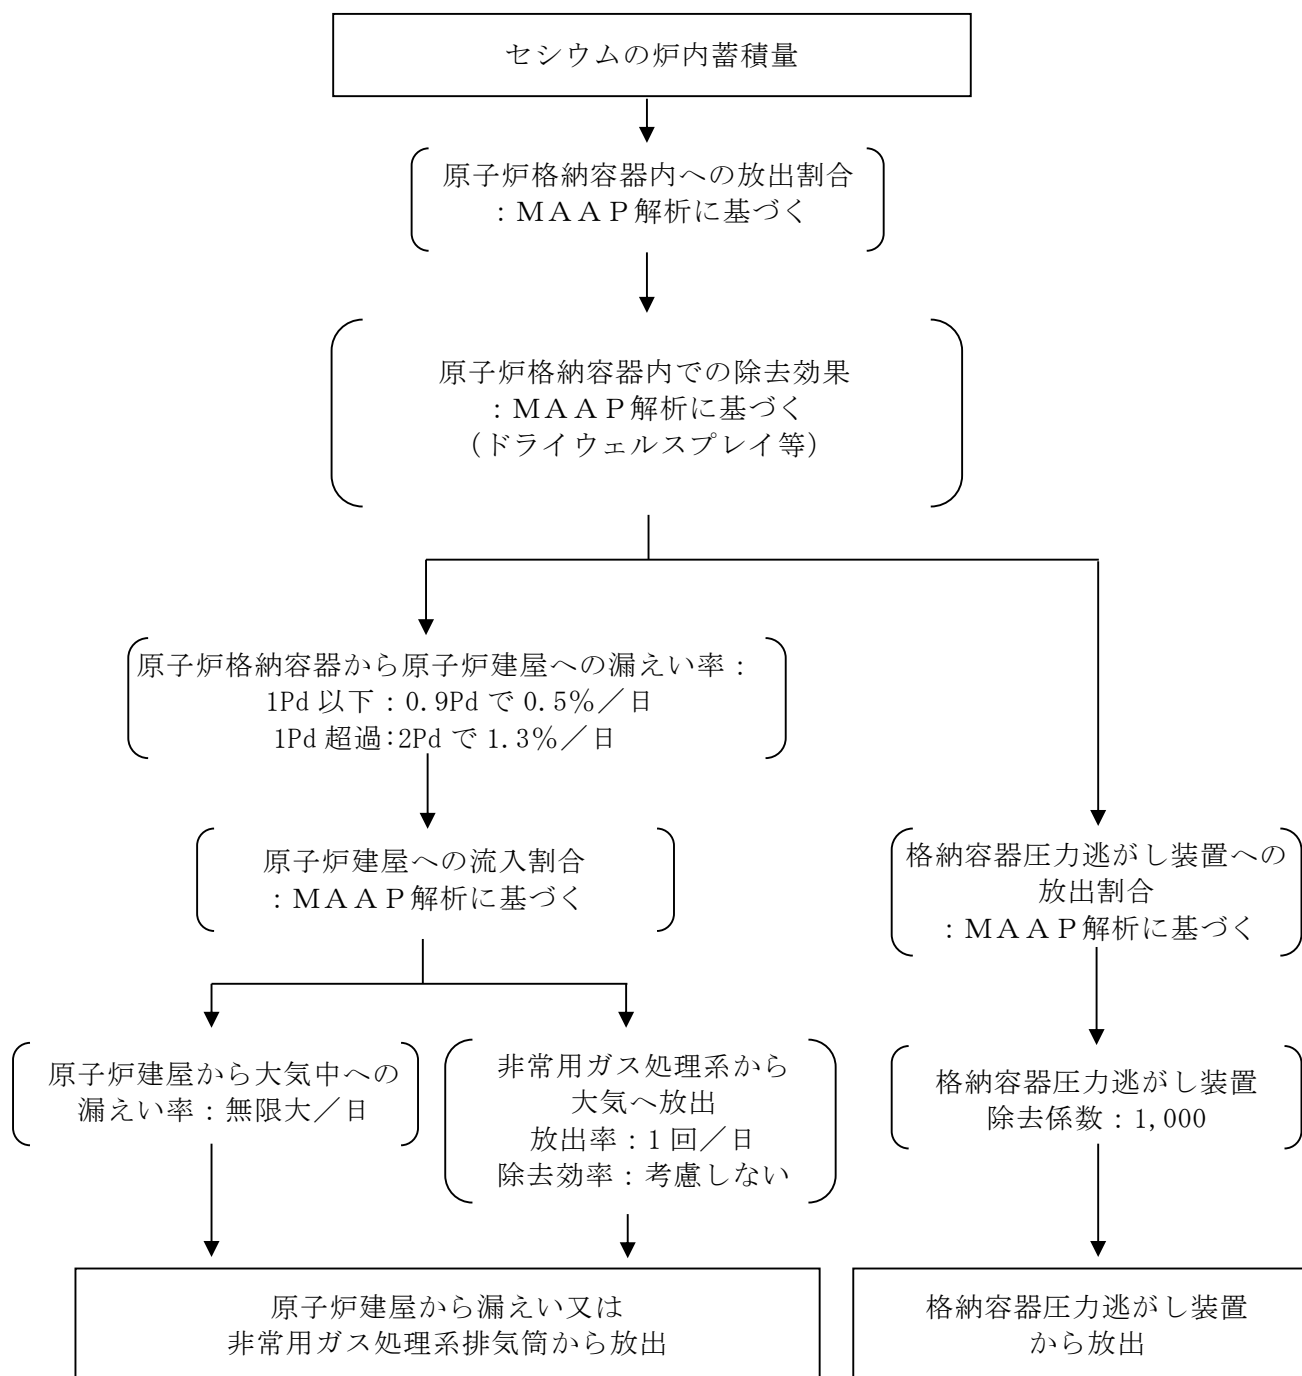 セシウムの炉内蓄積量
原子炉格納容器内への放出割合
：ＭＡＡＰ解析に基づく
原子炉格納容器内での除去効果
：ＭＡＡＰ解析に基づく
（ドライウェルスプレイ等）
原子炉格納容器から原子炉建屋への漏えい率：
1Pd 以下：0.9Pd で 0.5％／日
1Pd 超過：2Pd で 1.3％／日
原子炉建屋への流入割合
：ＭＡＡＰ解析に基づく
格納容器圧力逃がし装置への
放出割合
：ＭＡＡＰ解析に基づく
原子炉建屋から大気中への
漏えい率：無限大／日
非常用ガス処理系から
大気へ放出
放出率：1 回／日
除去効率：考慮しない
格納容器圧力逃がし装置
除去係数：1,000
原子炉建屋から漏えい又は
非常用ガス処理系排気筒から放出
格納容器圧力逃がし装置
から放出